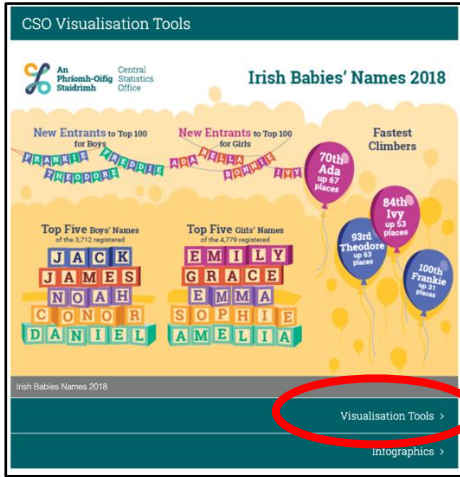 CSO Visualisation Tools
An
Phríomh-Oifig
Staidrimh
Central
Statistics
Office
Irish Babies' Names 2018
New Entrants to Top 100
for Boys
FRANKIE FREDDIE
THEODORE
New Entrants to Top 100
for Girls
ADA BELLA
BONNIE IVY
Fastest
Climbers
70th
Ada
up 67
places
84th
Ivy
up 53
places
93rd
Theodore
up 63
places
100th
Frankie
up 31
places
Top Five Boys' Names
of the 3,712 registered
JACK
JAMES
NOAH
CONOR
DANIEL
Top Five Girls' Names
of the 4,779 registered
EMILY
GRACE
EMMA
SOPHIE
AMELIA
Irish Babies Names 2018
Visualisation Tools >
Infographics >